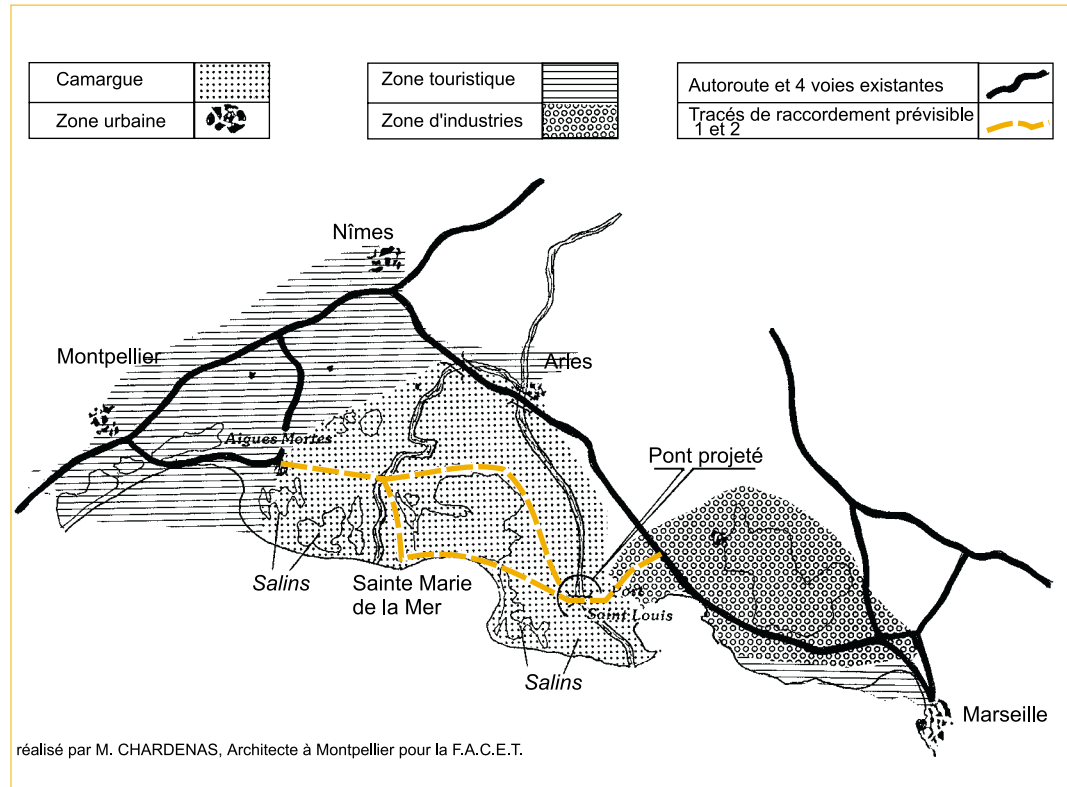 Camargue
Zone urbaine
Zone touristique
Zone d'industries
Autoroute et 4 voies existantes
Tracés de raccordement prévisible
1 et 2
Nîmes
Montpellier
Arles
Aigues Mortes
Pont projeté
Salins
Sainte Marie
de la Mer
Saint Louis
Salins
Marseille
réalisé par M. CHARDENAS, Architecte à Montpellier pour la F.A.C.E.T.